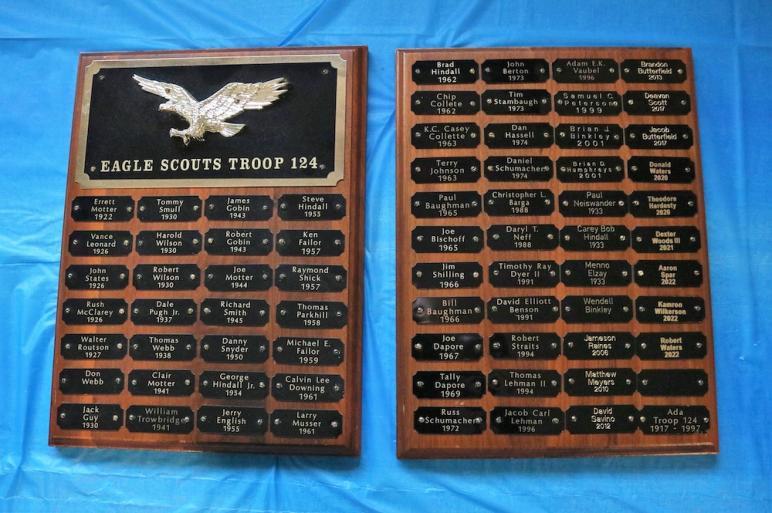 EAGLE SCOUTS TROOP 124
Errett
Motter
1922
Tommy
Smull
1930
James
Gobin
1943
Steve
Hindall
1955
Vance
Leonard
1926
Harold
Wilson
1930
Robert
Gobin
1943
Ken
Failor
1957
John
States
1926
Robert
Wilson
1930
Joe
Motter
1944
Raymond
Shick
1957
Rush
McClarey
1926
Dale
Pugh Jr.
1937
Richard
Smith
1945
Thomas
Parkhill
1958
Walter
Routson
1927
Thomas
Webb
1938
Danny
Snyder
1950
Michael E.
Failor
1959
Don
Webb
Clair
Motter
1941
George
Hindall Jr.
1954
Calvin Lee
Downing
1961
Jack
Guy
1930
William
Trowbridge
1941
Jerry
English
1955
Larry
Musser
1961
Brad
Hindall
1962
John
Berton
1973
Adam E.K.
Vaubel
1996
Brandon
Butterfield
2013
Chip
Collete
1962
Tim
Stambaugh
1973
Samuel C.
Peterson
1999
Deavan
Scott
2017
K.C. Casey
Collette
1963
Dan
Hassell
1974
Brian J.
Binkley
2001
Jacob
Butterfield
2017
Terry
Johnson
1963
Daniel
Schumacher
1974
Brian D.
Humphreys
2001
Donald
Waters
2020
Paul
Baughman
1965
Christopher L.
Barga
1988
Paul
Neiswander
1933
Theodore
Hardesty
2020
Joe
Bischoff
1965
Daryl T.
Neff
1988
Carey Bob
Hindall
1933
Dexter
Woods III
2021
Jim
Shilling
1966
Timothy Ray
Dyer II
1991
Menno
Elzay
1933
Aaron
Spar
2022
Bill
Baughman
1966
David Elliott
Benson
1991
Wendell
Binkley
Kamron
Wilkerson
2022
Joe
Dapore
1967
Robert
Straits
1994
Jameson
Raines
2006
Robert
Waters
2022
Tally
Dapore
1969
Thomas
Lehman II
1994
Matthew
Meyers
2010
Russ
Schumacher
1972
Jacob Carl
Lehman
1996
David
Savino
2012
Ada
Troop 124
1917 - 1997